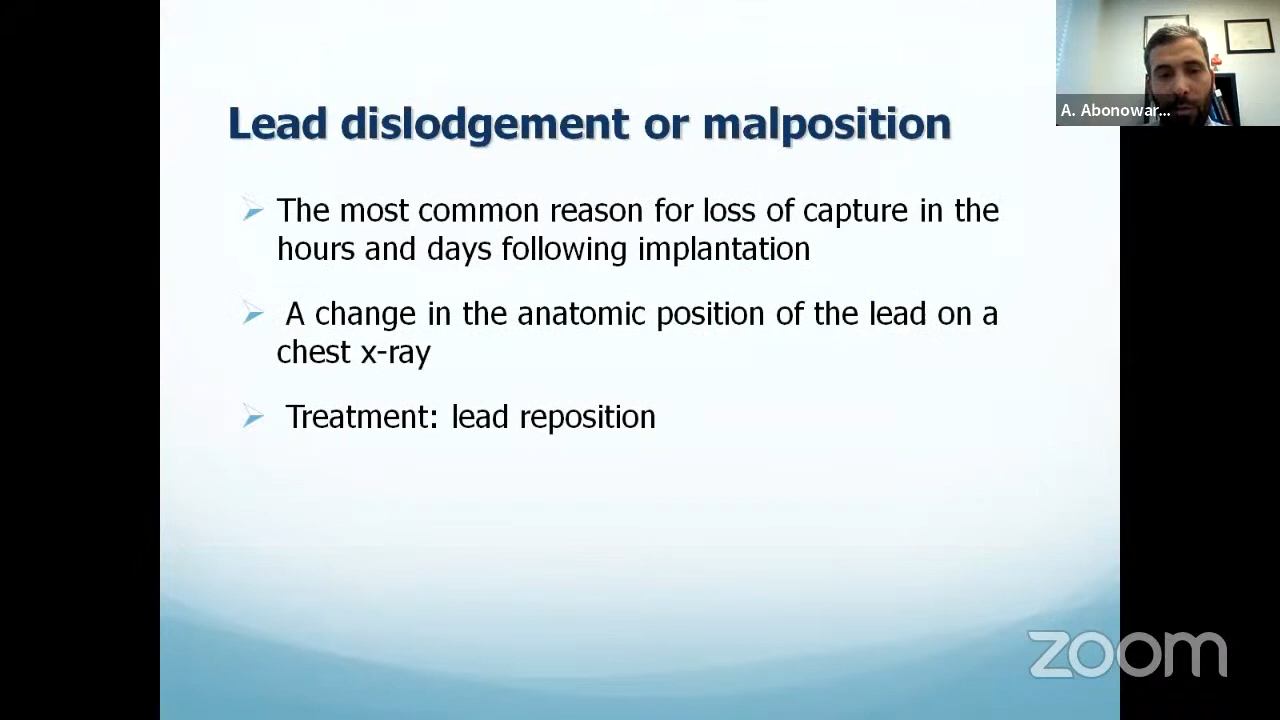 Lead dislodgement or malposition
The most common reason for loss of capture in the
hours and days following implantation
A change in the anatomic position of the lead on a
chest x-ray
Treatment: lead reposition
A. Abonowar...
zoom